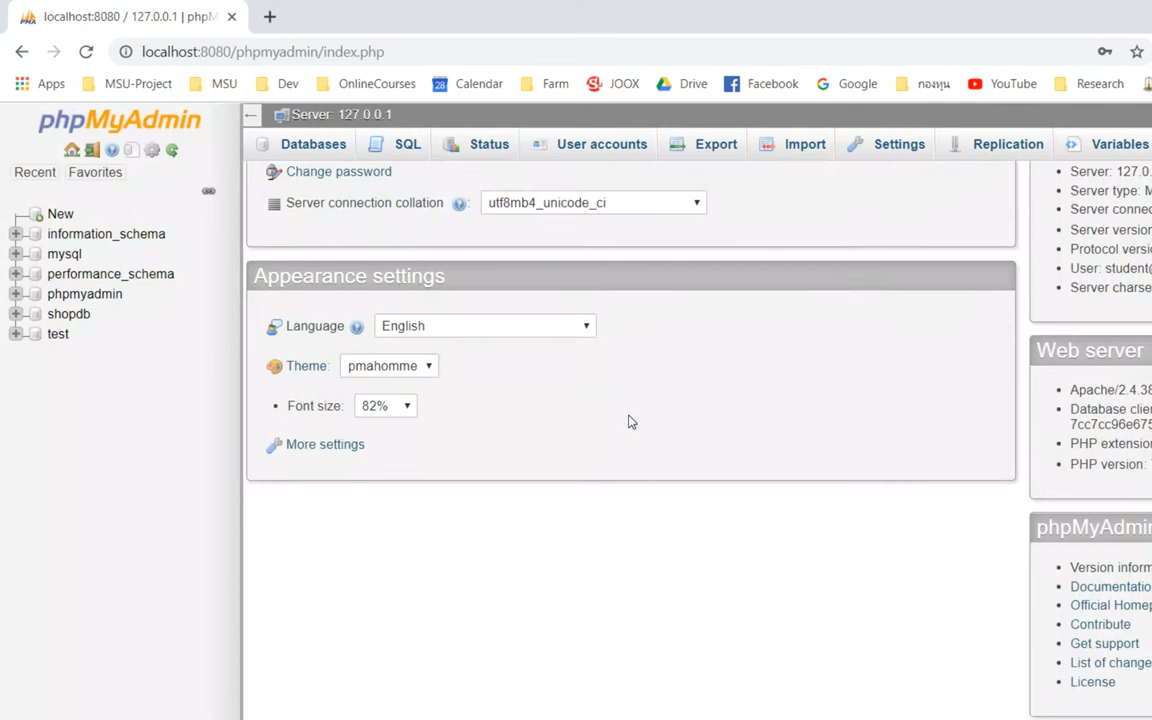 localhost:8080 / 127.0.0.1 | phpM
localhost:8080/phpmyadmin/index.php
Apps MSU-Project MSU Dev OnlineCourses 28 Calendar Farm JOOX Drive Facebook Google กองทุน YouTube Research
phpMyAdmin
Recent Favorites
New
information_schema
mysql
performance_schema
phpmyadmin
shopdb
test
Server: 127.0.0.1
Databases SQL Status User accounts Export Import Settings Replication Variables
Change password
Server connection collation : utf8mb4_unicode_ci
Appearance settings
Language English
Theme: pmahomme
• Font size: 82%
More settings
• Server: 127.0.
• Server type: M
• Server connec
• Server version
• Protocol versi
• User: student@
• Server charse
Web server
• Apache/2.4.38
• Database clie
7cc7cc96e675
• PHP extensio
• PHP version:
phpMyAdmin
• Version inform
• Documentatio
• Official Homep
• Contribute
• Get support
• List of change
• License